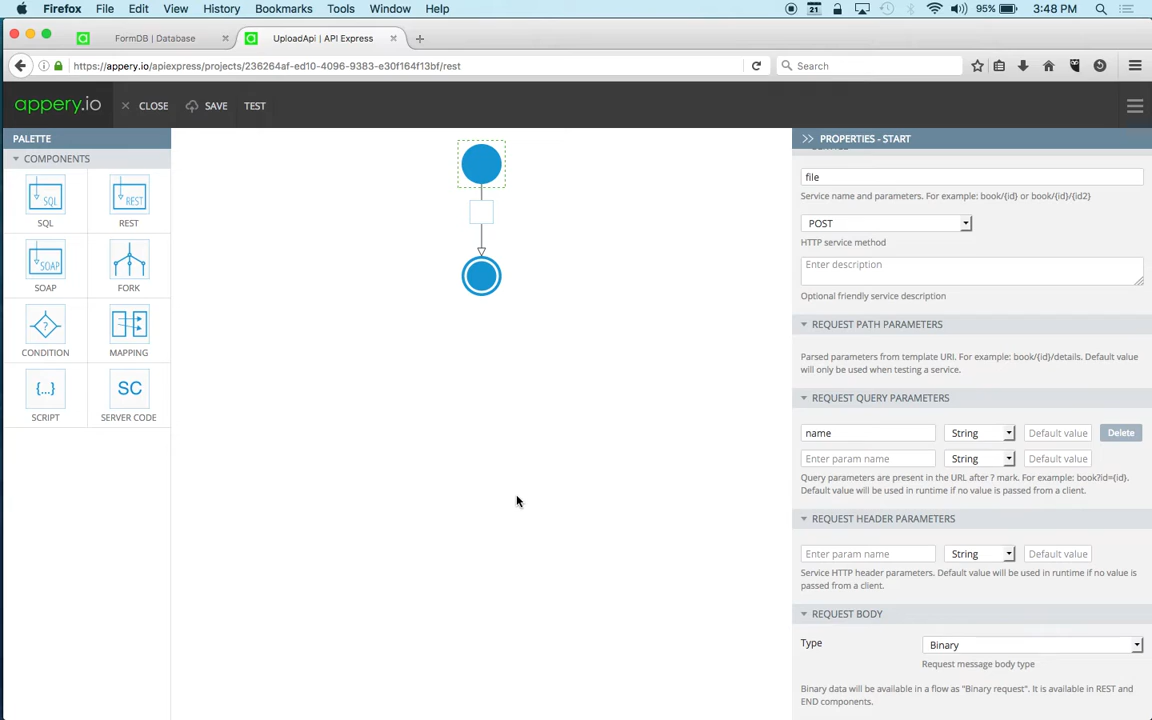 Firefox File Edit View History Bookmarks Tools Window Help 21 95% 3:48 PM
FormDB | Database × UploadApi | API Express × +
https://appery.io/apiexpress/projects/236264af-ed10-4096-9383-e30f164f13bf/rest Search
appery.io × CLOSE SAVE TEST
PALETTE
COMPONENTS
SQL REST
SQL REST
SOAP
SOAP FORK
?
CONDITION MAPPING
{...} SC
SCRIPT SERVER CODE
PROPERTIES - START
file
Service name and parameters. For example: book/{id} or book/{id}/{id2}
POST
HTTP service method
Enter description
Optional friendly service description
REQUEST PATH PARAMETERS
Parsed parameters from template URI. For example: book/{id}/details. Default value
will only be used when testing a service.
REQUEST QUERY PARAMETERS
name String Default value Delete
Enter param name String Default value
Query parameters are present in the URL after ? mark. For example: book?id={id}.
Default value will be used in runtime if no value is passed from a client.
REQUEST HEADER PARAMETERS
Enter param name String Default value
Service HTTP header parameters. Default value will be used in runtime if no value is
passed from a client.
REQUEST BODY
Type Binary
Request message body type
Binary data will be available in a flow as "Binary request". It is available in REST and
END components.